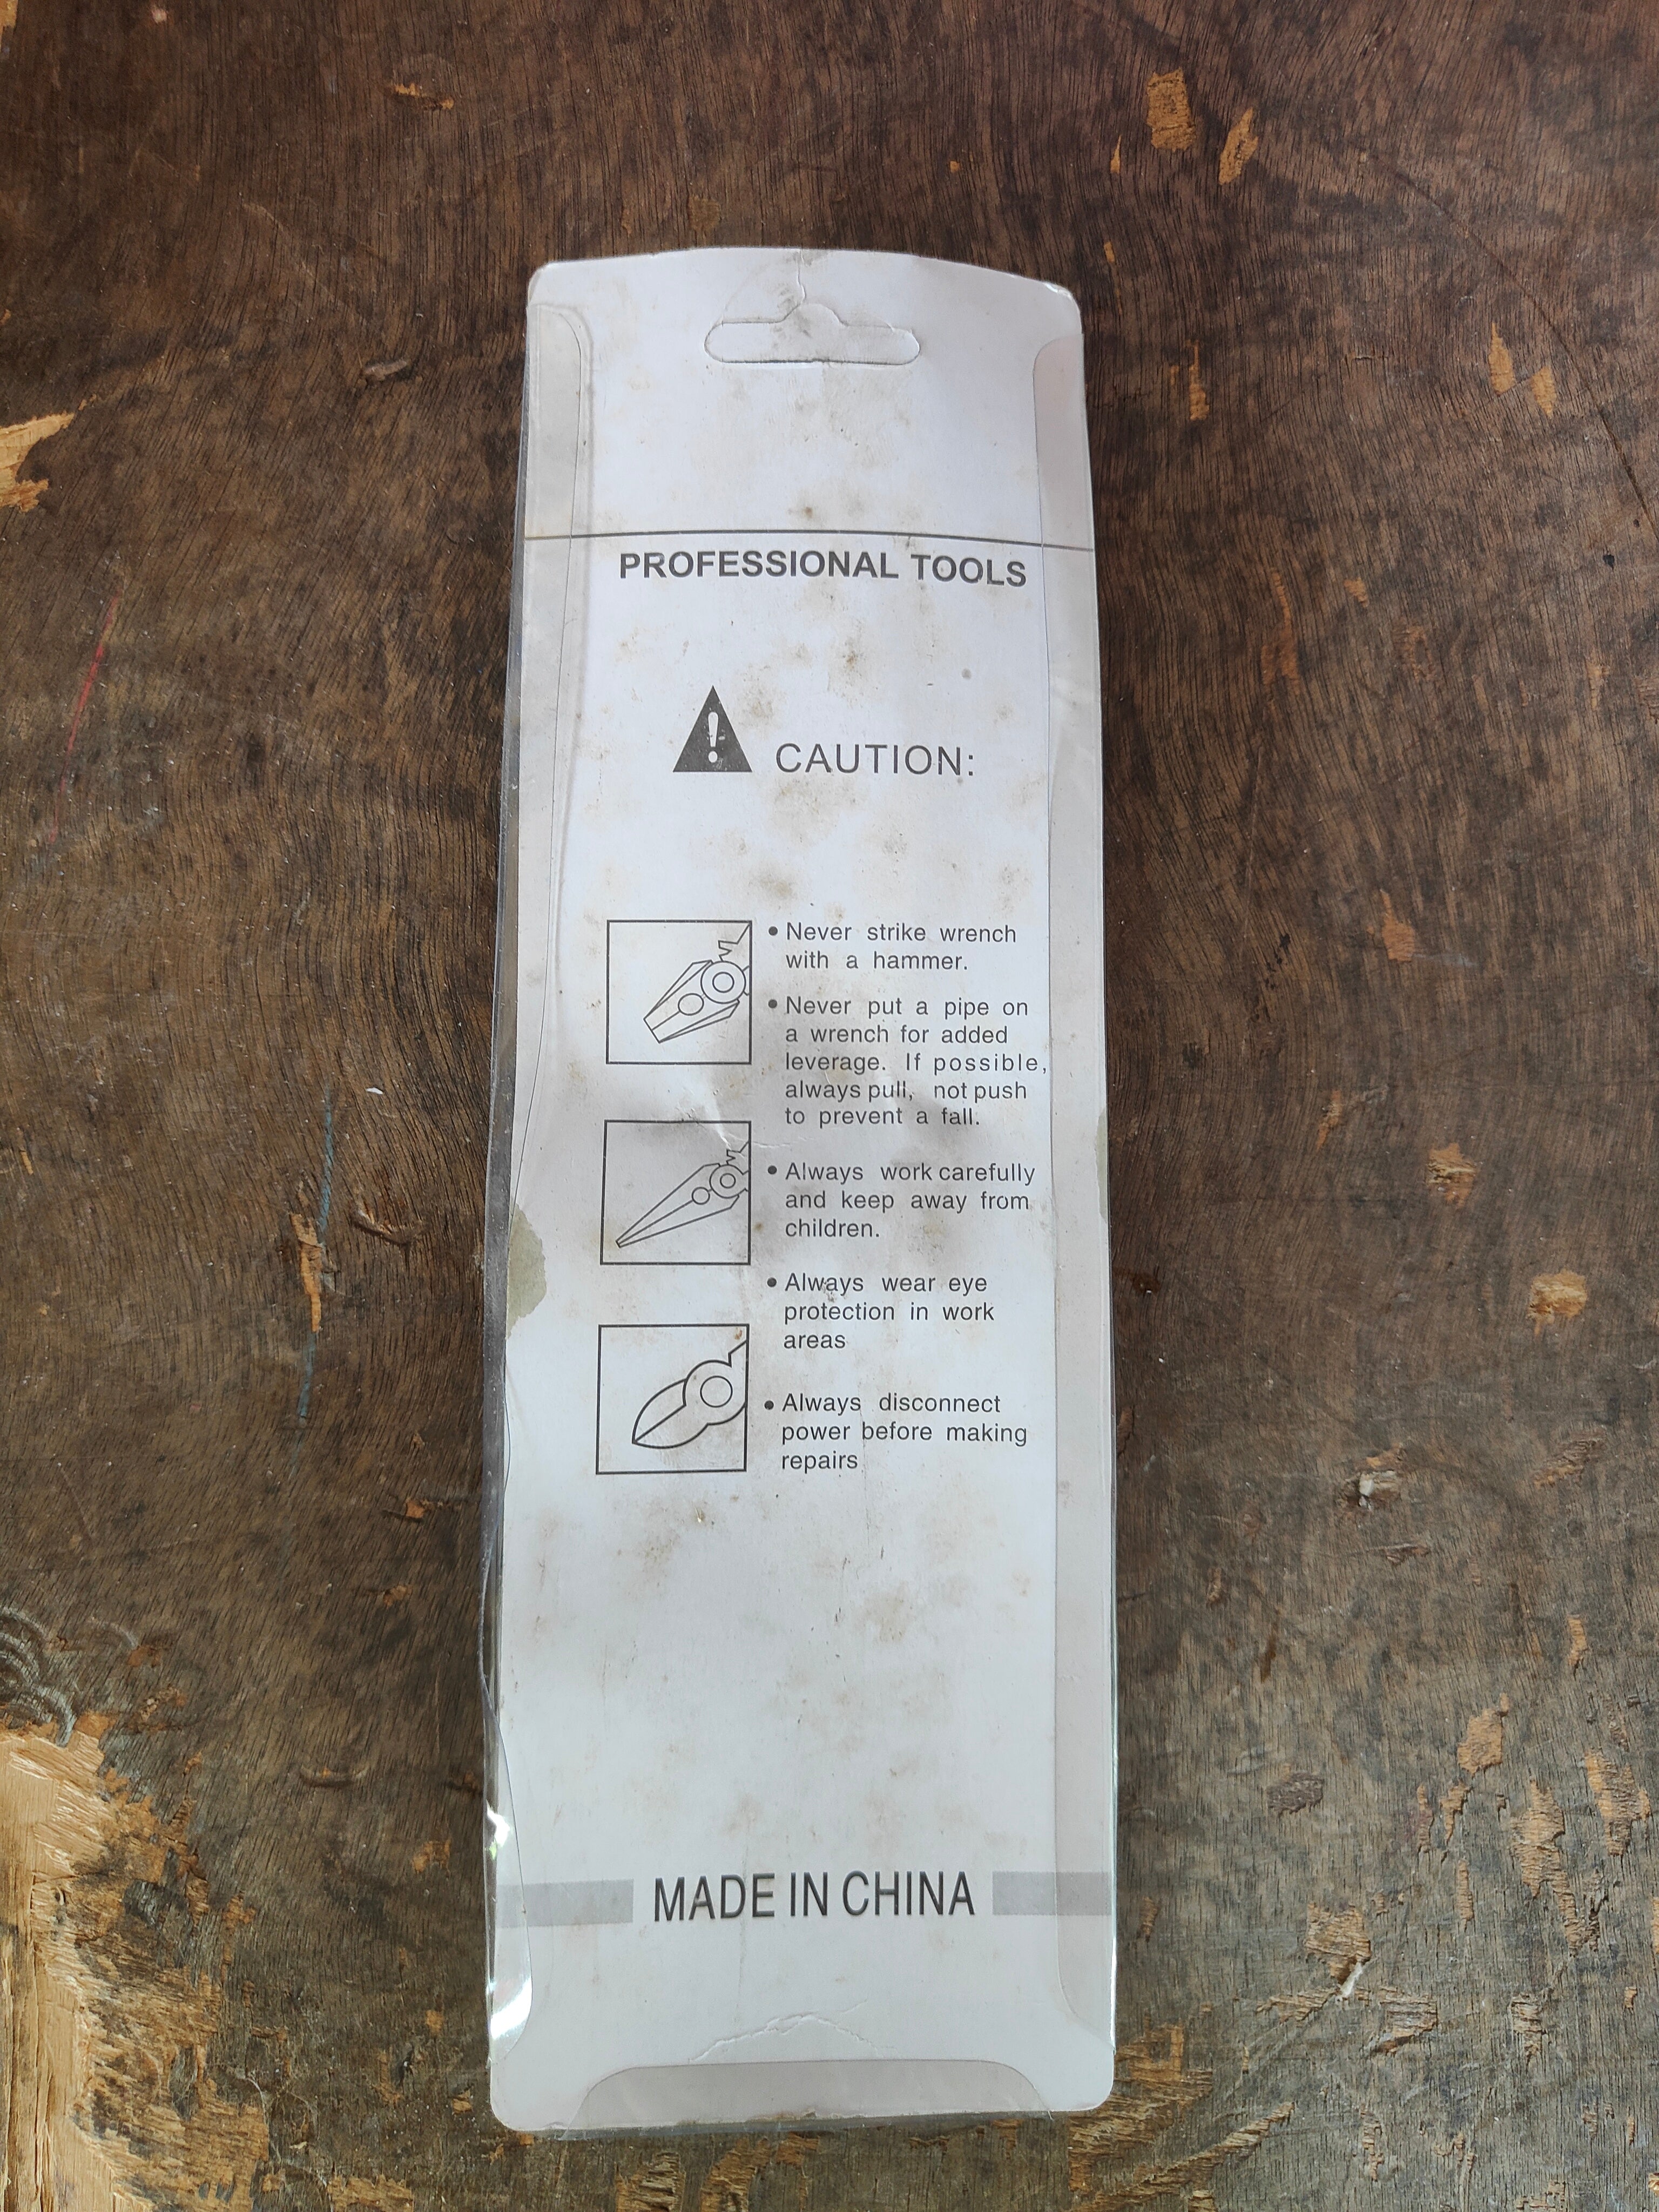 PROFESSIONAL TOOLS
CAUTION:
• Never strike wrench
with a hammer.
• Never put a pipe on
a wrench for added
leverage. If possible,
always pull, not push
to prevent a fall.
• Always work carefully
and keep away from
children.
• Always wear eye
protection in work
areas
• Always disconnect
power before making
repairs
MADE IN CHINA